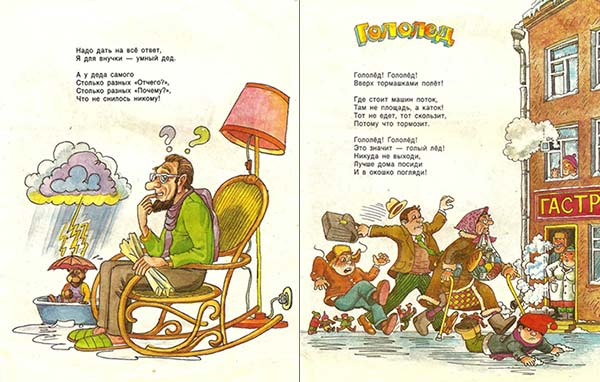 Надо дать на всё ответ,
Я для внучки — умный дед.
А у деда самого
Столько разных «Отчего?»,
Столько разных «Почему?»,
Что не снилось никому!
? ?
Гололед
Гололёд! Гололёд!
Вверх тормашками полёт!
Где стоит машин поток,
Там не площадь, а каток!
Тот не едет, тот скользит,
Потому что тормозит.
Гололёд! Гололёд!
Это значит — голый лёд!
Никуда не выходи,
Лучше дома посиди
И в окошко погляди!
ГАСТР